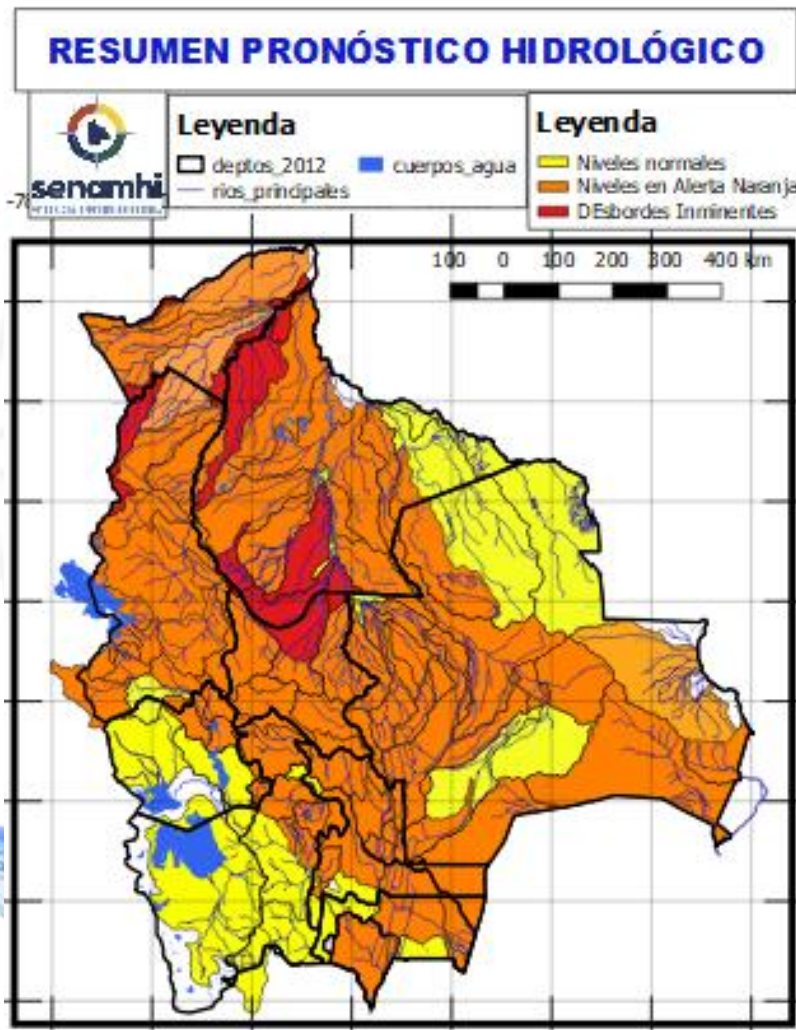 RESUMEN PRONÓSTICO HIDROLÓGICO
senamhi
Leyenda
deptos_2012
cuerpos_agua
rios_principales
Leyenda
Niveles normales
Niveles en Alerta Naranja
DEsbordes Inminentes
-70
100 0 100 200 300 400 km